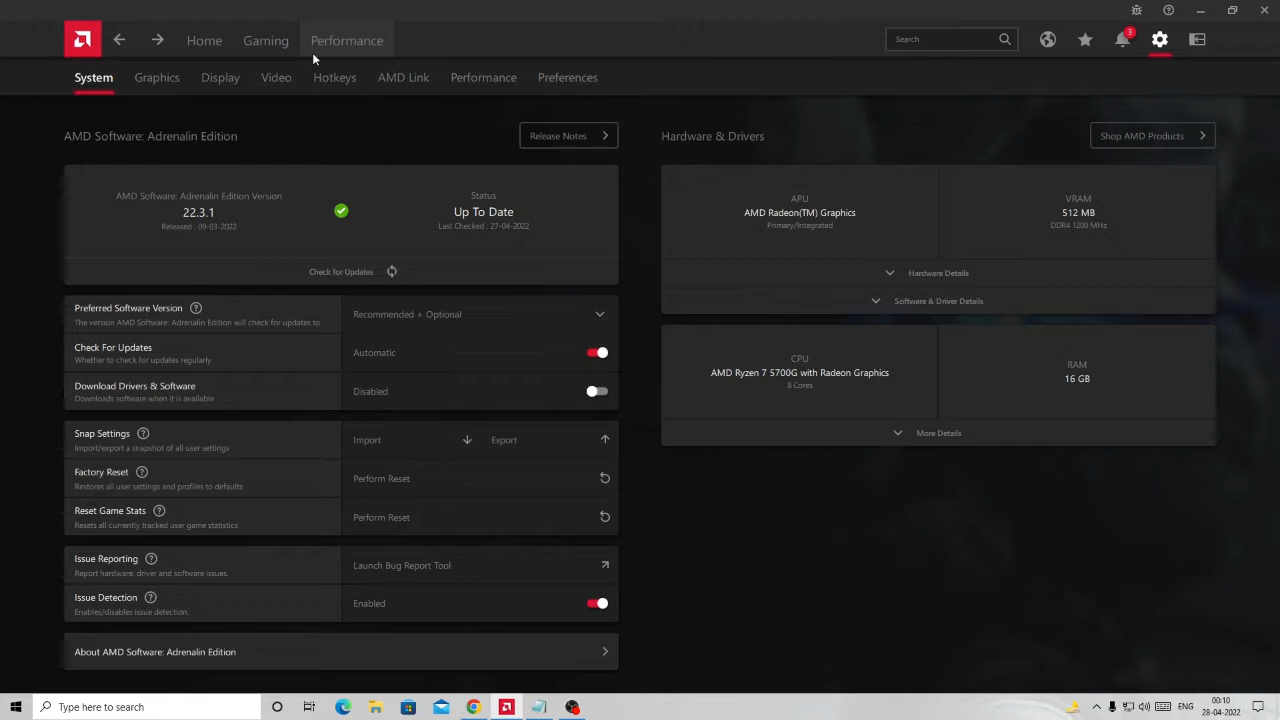 Home Gaming Performance Search 3
System Graphics Display Video Hotkeys AMD Link Performance Preferences
AMD Software: Adrenalin Edition
Release Notes
AMD Software: Adrenalin Edition Version
22.3.1
Released : 09-03-2022
Status
Up To Date
Last Checked : 27-04-2022
Check for Updates
Preferred Software Version
The version AMD Software: Adrenalin Edition will check for updates to
Recommended + Optional
Check For Updates
Whether to check for updates regularly
Automatic
Download Drivers & Software
Downloads software when it is available
Disabled
Snap Settings
Import/export a snapshot of all user settings
Import
Export
Factory Reset
Restores all user settings and profiles to defaults
Perform Reset
Reset Game Stats
Resets all currently tracked user game statistics
Perform Reset
Issue Reporting
Report hardware, driver and software issues.
Launch Bug Report Tool
Issue Detection
Enables/disables issue detection.
Enabled
About AMD Software: Adrenalin Edition
Hardware & Drivers
Shop AMD Products
APU
AMD Radeon(TM) Graphics
Primary/Integrated
VRAM
512 MB
DDR4 1200 MHz
Hardware Details
Software & Driver Details
CPU
AMD Ryzen 7 5700G with Radeon Graphics
8 Cores
RAM
16 GB
More Details
Type here to search
ENG
00:10
28-04-2022